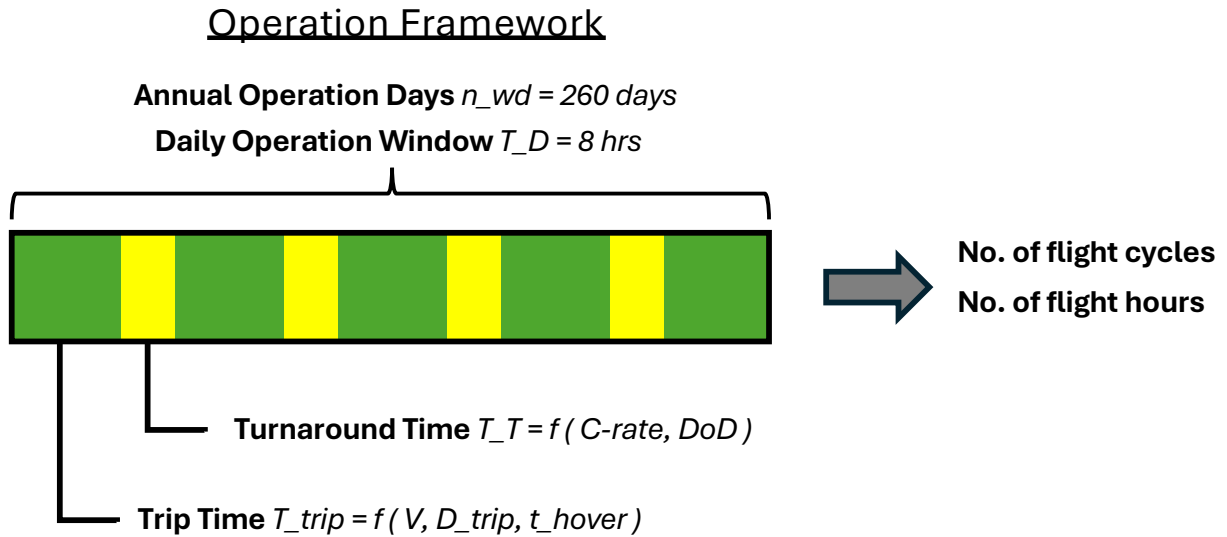 Operation Framework
Annual Operation Days n_wd = 260 days
Daily Operation Window T_D = 8 hrs
No. of flight cycles
No. of flight hours
Turnaround Time T_T = f ( C-rate, DoD )
Trip Time T_trip = f ( V, D_trip, t_hover )